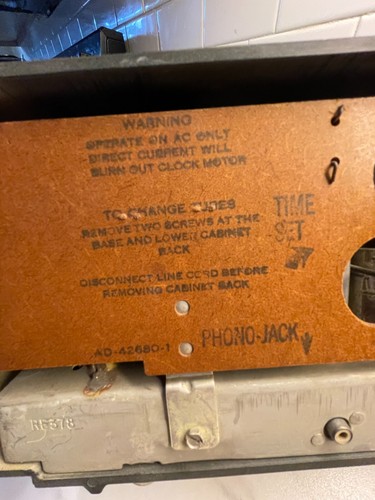 WARNING
OPERATE ON AC ONLY
DIRECT CURRENT WILL
BURN OUT CLOCK MOTOR
TO CHANGE TUBES
REMOVE TWO SCREWS AT THE
BASE AND LOWER CABINET
BACK
TIME
SET
DISCONNECT LINE CORD BEFORE
REMOVING CABINET BACK
AD-42680-1
PHONO-JACK
RE378